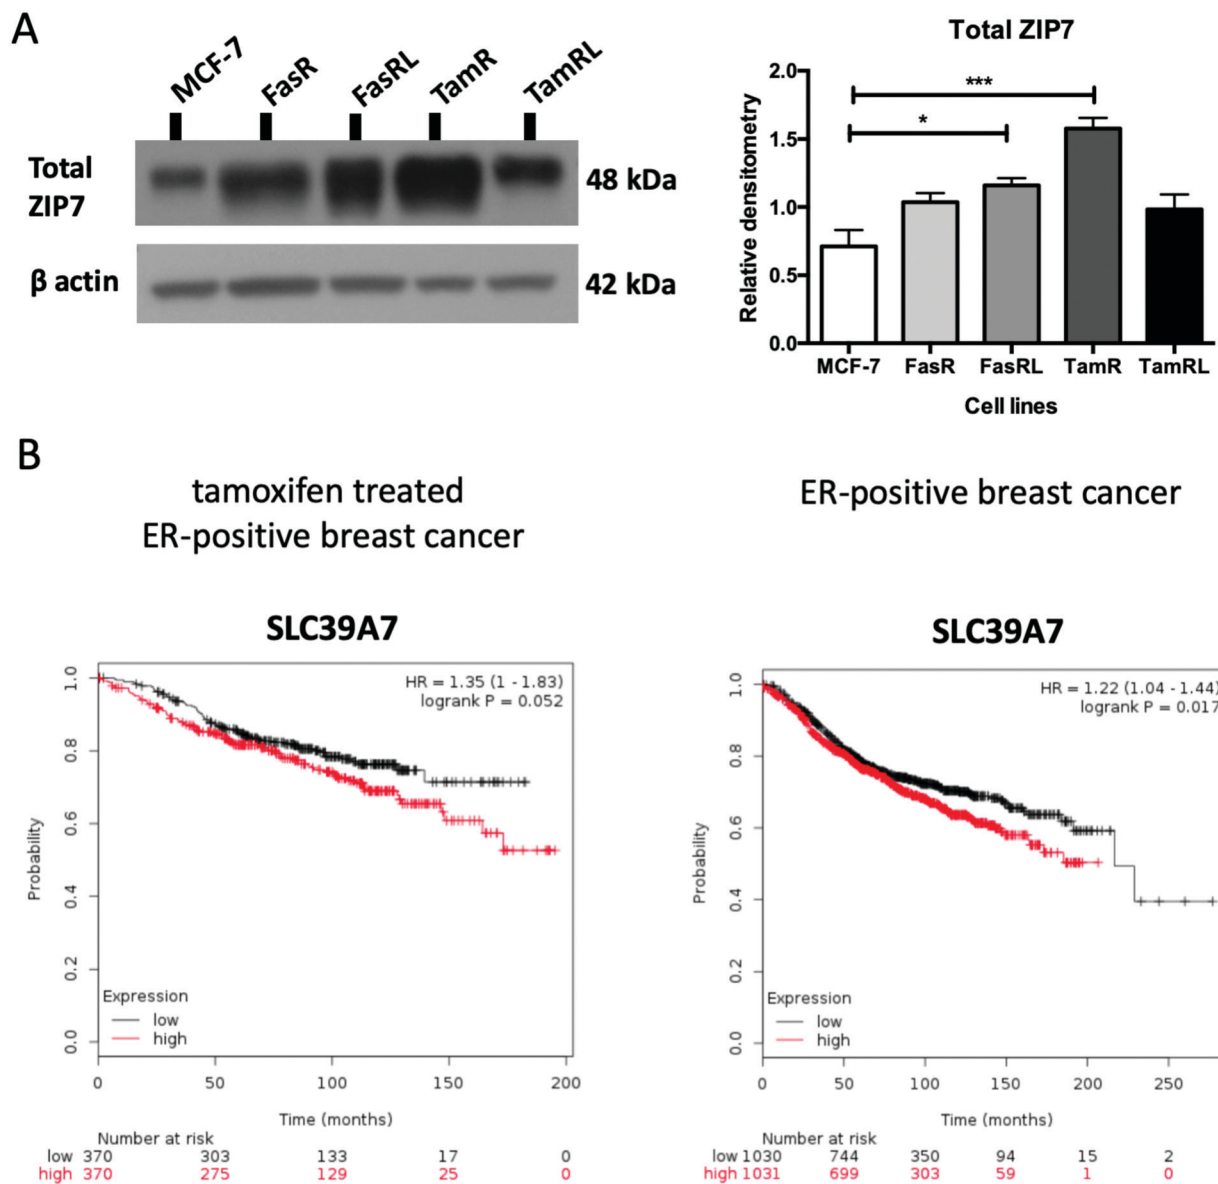 A
MCF-7
FasR
FasRL
TamR
TamRL
Total
ZIP7
48 kDa
β actin
42 kDa
Total ZIP7
Relative densitometry
2.0
1.5
1.0
0.5
0.0
***
*
MCF-7 FasR FasRL TamR TamRL
Cell lines
B
tamoxifen treated
ER-positive breast cancer
SLC39A7
HR = 1.35 (1 - 1.83)
logrank P = 0.052
Probability
1.0
0.8
0.6
0.4
0.2
0.0
Expression
low
high
0 50 100 150 200
Time (months)
Number at risk
low 370 303 133 17 0
high 370 275 129 25 0
ER-positive breast cancer
SLC39A7
HR = 1.22 (1.04 - 1.44)
logrank P = 0.017
Probability
1.0
0.8
0.6
0.4
0.2
0.0
Expression
low
high
0 50 100 150 200 250
Time (months)
Number at risk
low 1030 744 350 94 15 2
high 1031 699 303 59 1 0